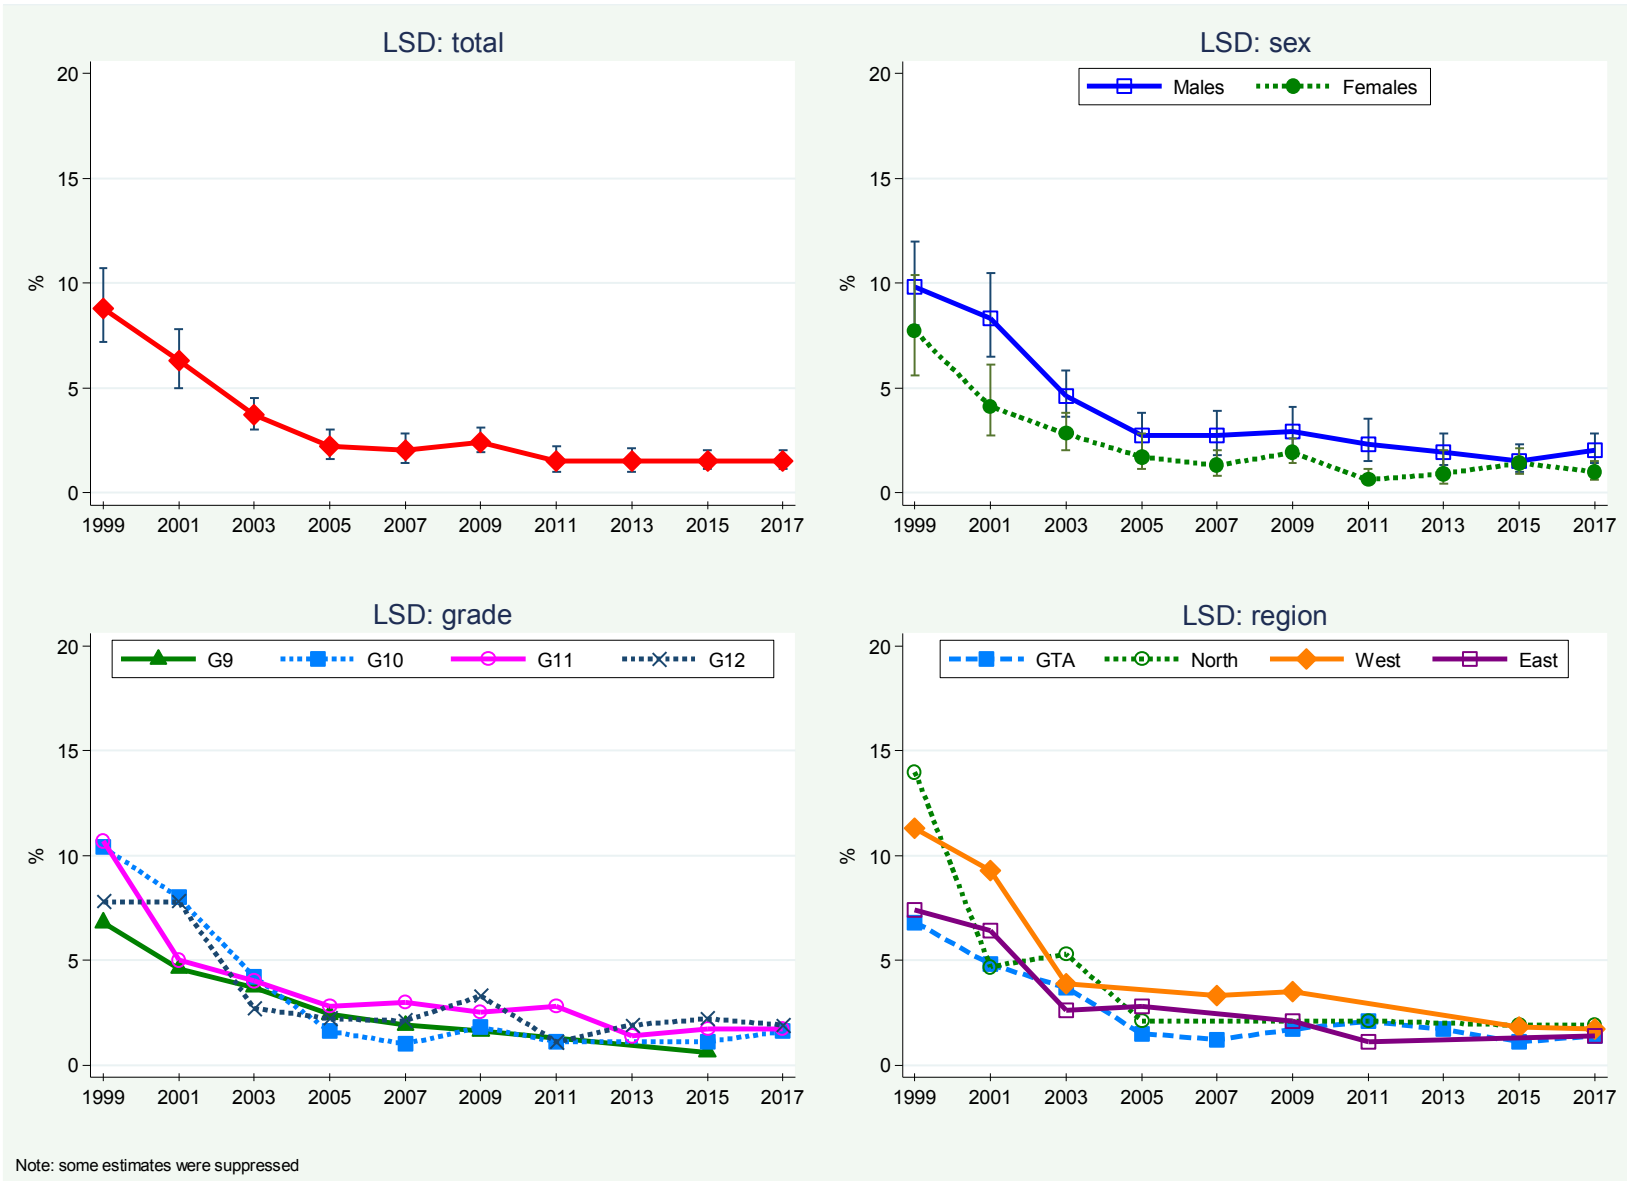 LSD: total
20
15
10
5
0
%
1999 2001 2003 2005 2007 2009 2011 2013 2015 2017
LSD: sex
Males Females
20
15
10
5
0
%
1999 2001 2003 2005 2007 2009 2011 2013 2015 2017
LSD: grade
G9 G10 G11 G12
20
15
10
5
0
%
1999 2001 2003 2005 2007 2009 2011 2013 2015 2017
LSD: region
GTA North West East
20
15
10
5
0
%
1999 2001 2003 2005 2007 2009 2011 2013 2015 2017
Note: some estimates were suppressed